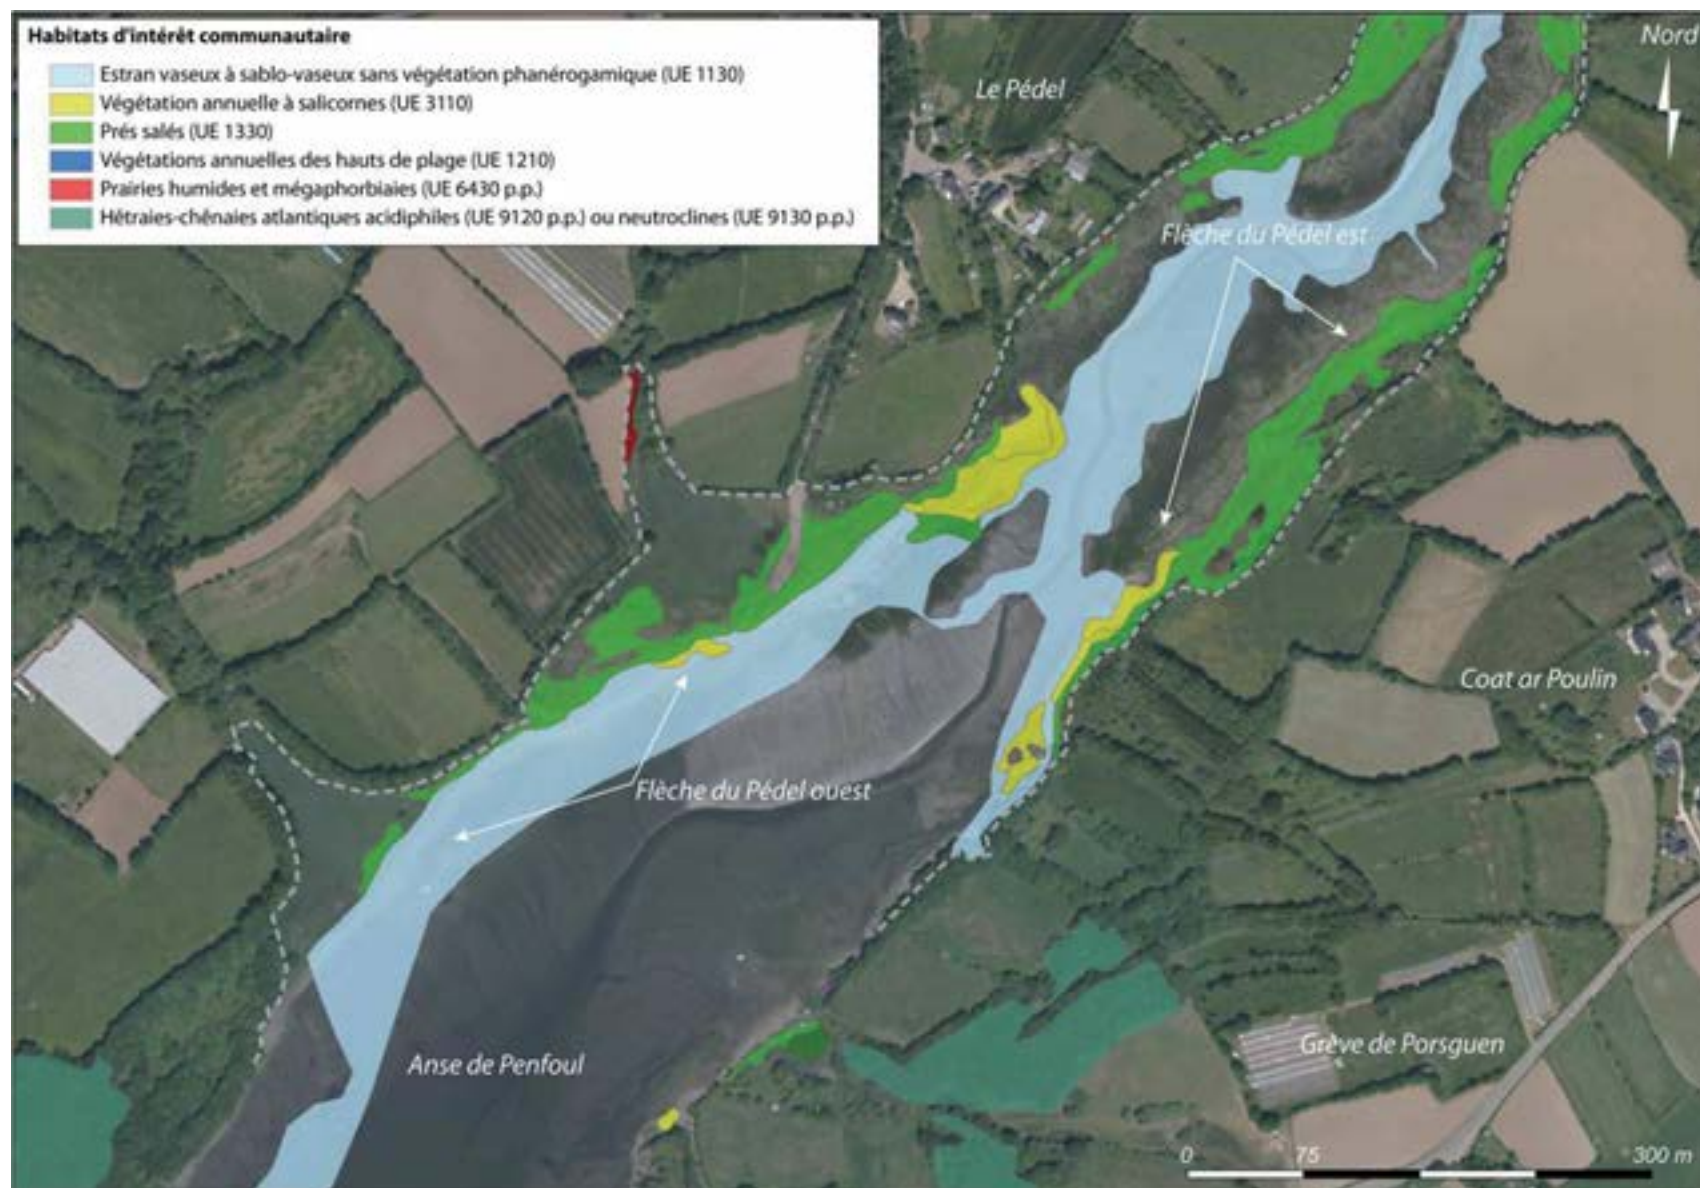 Habitats d'intérêt communautaire
Estran vaseux à sablo-vaseux sans végétation phanérogamique (UE 1130)
Végétation annuelle à salicornes (UE 3110)
Prés salés (UE 1330)
Végétations annuelles des hauts de plage (UE 1210)
Prairies humides et mégaphorbiaies (UE 6430 p.p.)
Hêtraies-chênaies atlantiques acidiphiles (UE 9120 p.p.) ou neutroclines (UE 9130 p.p.)
Nord
Le Pédel
Flèche du Pédel est
Coat ar Poulin
Flèche du Pédel ouest
Grève de Porsguen
Anse de Penfoul
0 75 300 m